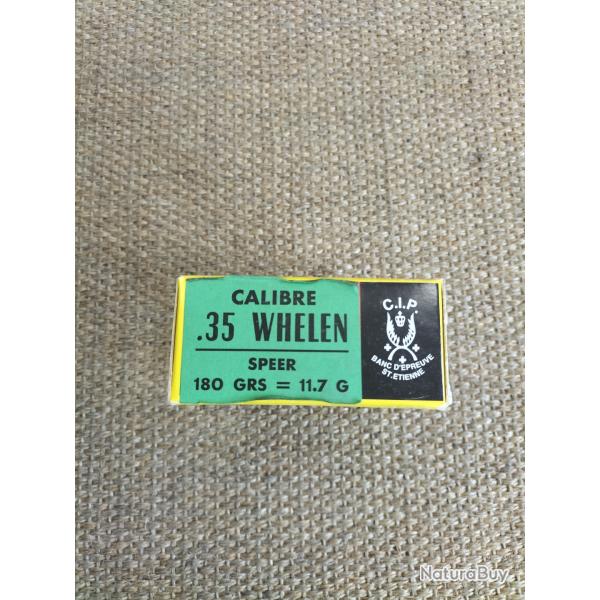 CALIBRE
.35 WHELEN
SPEER
180 GRS = 11.7 G
C.I.P.
BANC D'EPREUVE
ST. ETIENNE
NaturaBuy